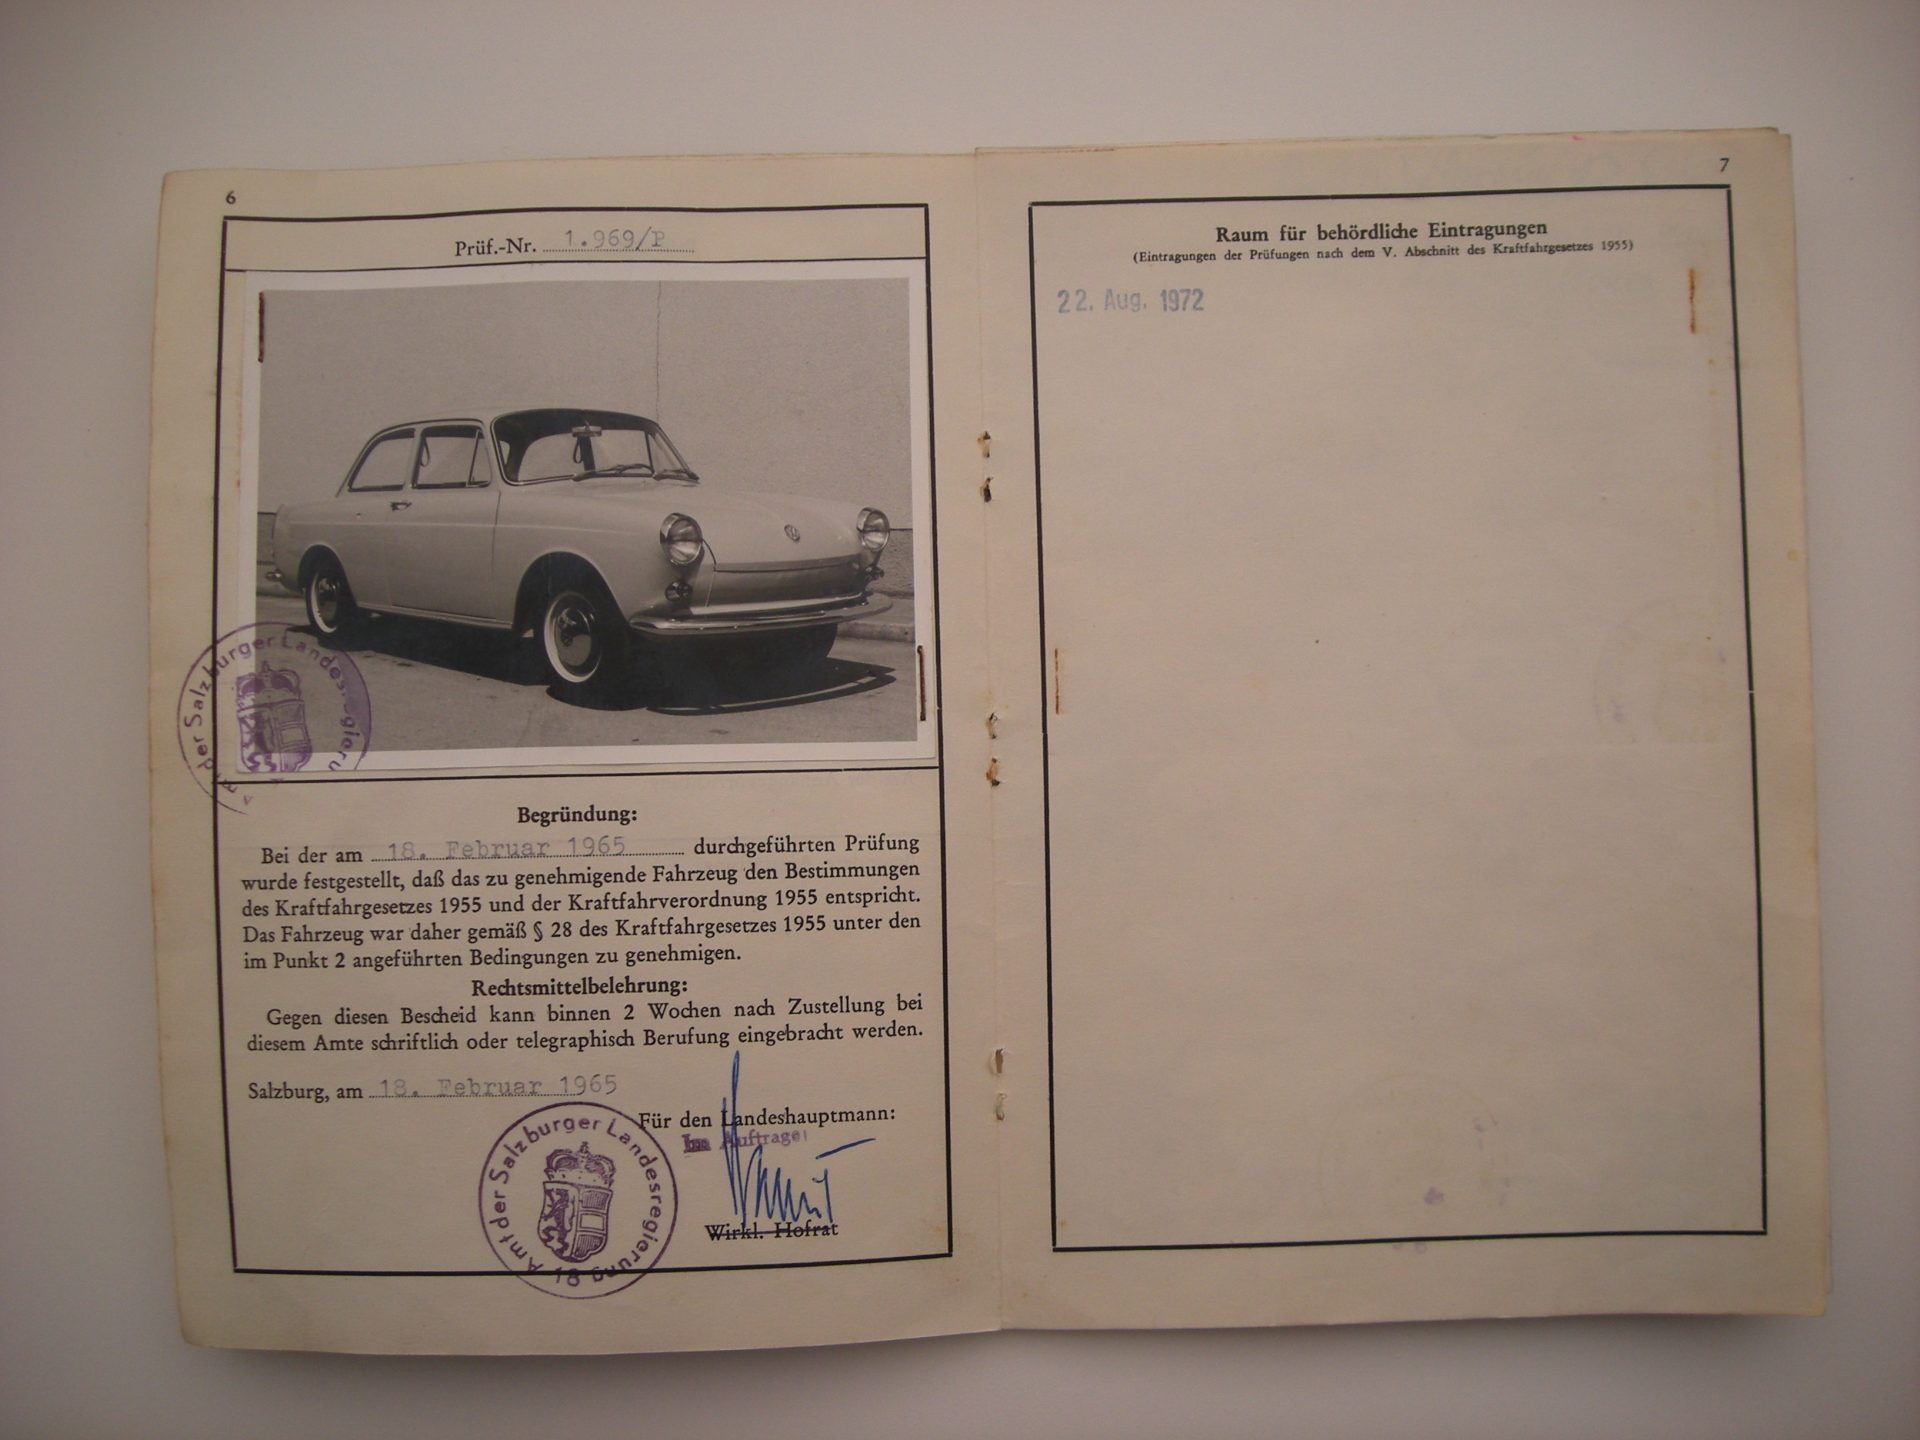 6
Prüf.-Nr. 1.969/P
Amt der Salzburger Landesregierung
Begründung:
Bei der am 18. Februar 1965 durchgeführten Prüfung
wurde festgestellt, daß das zu genehmigende Fahrzeug den Bestimmungen
des Kraftfahrgesetzes 1955 und der Kraftfahrverordnung 1955 entspricht.
Das Fahrzeug war daher gemäß § 28 des Kraftfahrgesetzes 1955 unter den
im Punkt 2 angeführten Bedingungen zu genehmigen.
Rechtsmittelbelehrung:
Gegen diesen Bescheid kann binnen 2 Wochen nach Zustellung bei
diesem Amte schriftlich oder telegraphisch Berufung eingebracht werden.
Salzburg, am 18. Februar 1965
Für den Landeshauptmann:
Im Auftrage:
Wirkl. Hofrat
Amt der Salzburger Landesregierung 18
7
Raum für behördliche Eintragungen
(Eintragungen der Prüfungen nach dem V. Abschnitt des Kraftfahrgesetzes 1955)
22. Aug. 1972